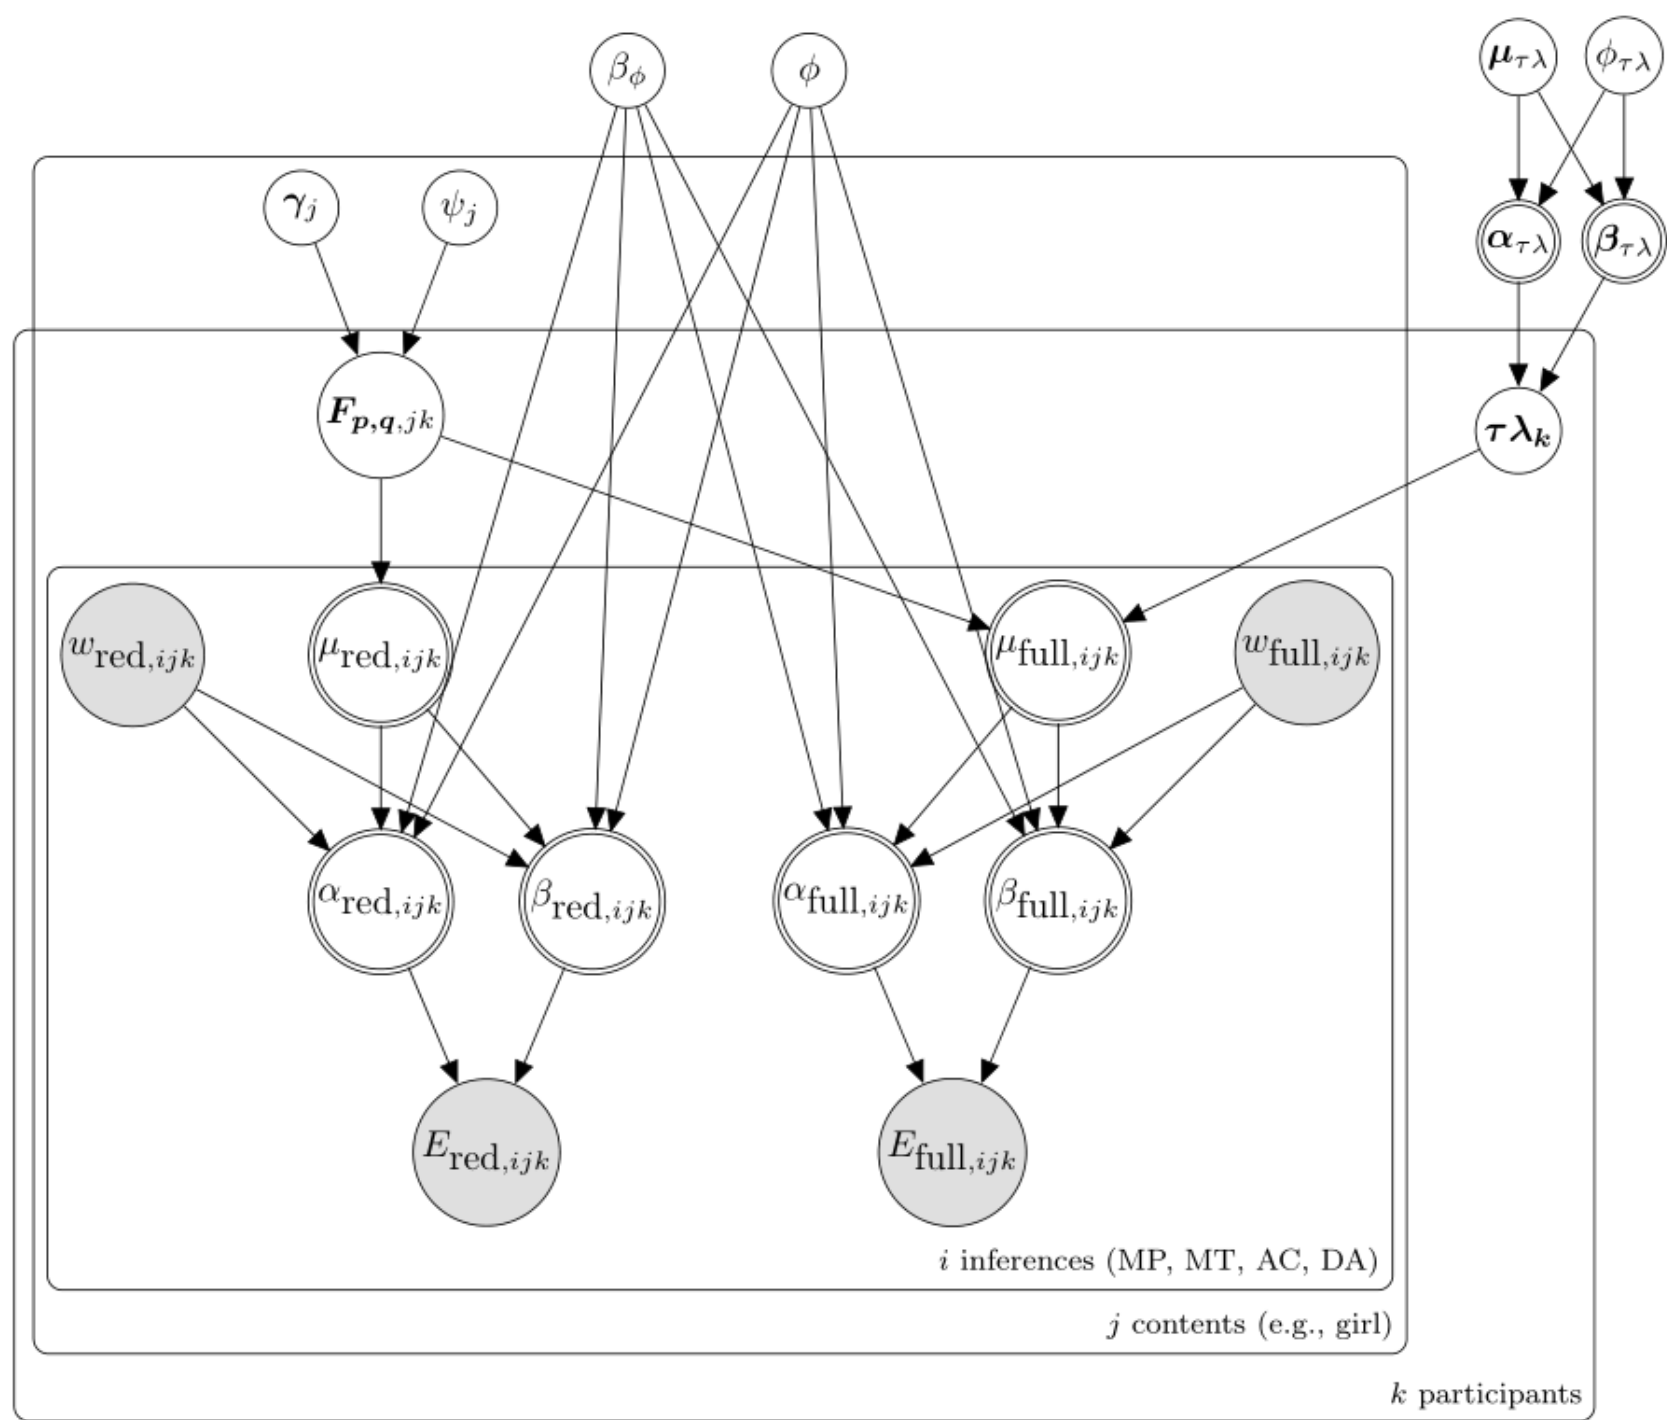 β_ϕ ϕ μ_τλ ϕ_τλ
γ_j ψ_j α_τλ β_τλ
F_p,q,jk τλ_k
w_red,ijk μ_red,ijk μ_full,ijk w_full,ijk
α_red,ijk β_red,ijk α_full,ijk β_full,ijk
E_red,ijk E_full,ijk
i inferences (MP, MT, AC, DA)
j contents (e.g., girl)
k participants